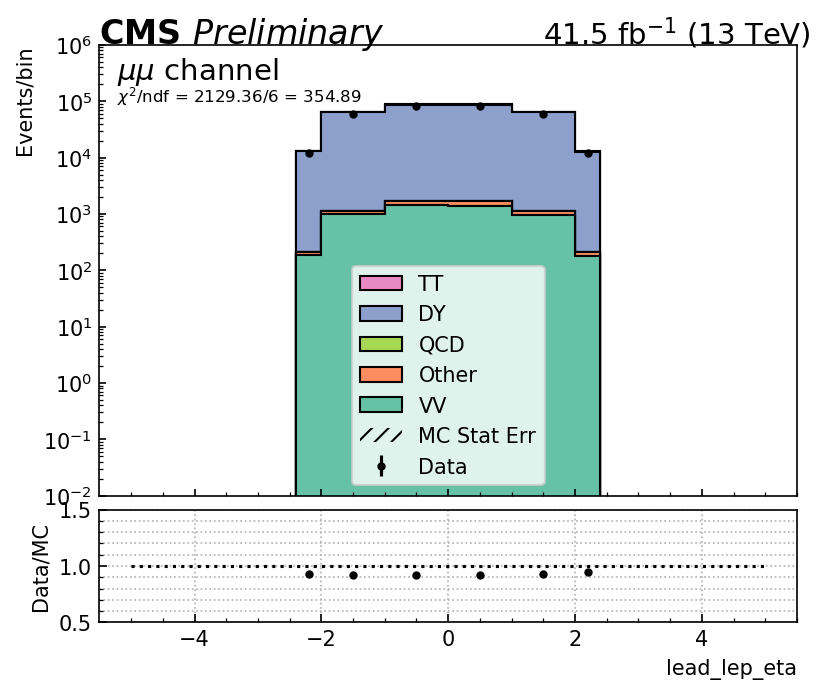 CMS Preliminary 41.5 fb⁻¹ (13 TeV)
Events/bin
μμ channel
χ²/ndf = 2129.36/6 = 354.89
10⁶
10⁵
10⁴
10³
10²
10¹
10⁰
10⁻¹
10⁻²
TT
DY
QCD
Other
VV
MC Stat Err
Data
Data/MC
1.5
1.0
0.5
−4 −2 0 2 4
lead_lep_eta